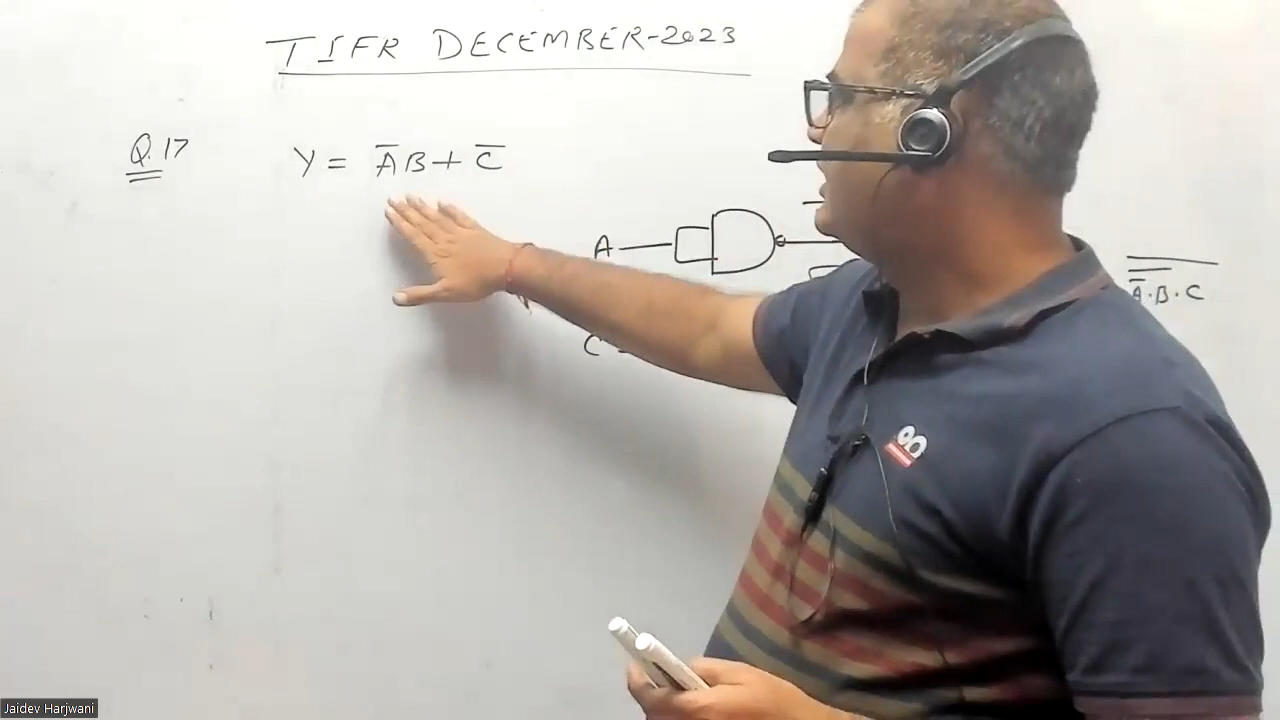 TIFR DECEMBER-2023
Q.17
Y = A̅B + C̅
A
C
A̅·B·C
Jaidev Harjwani